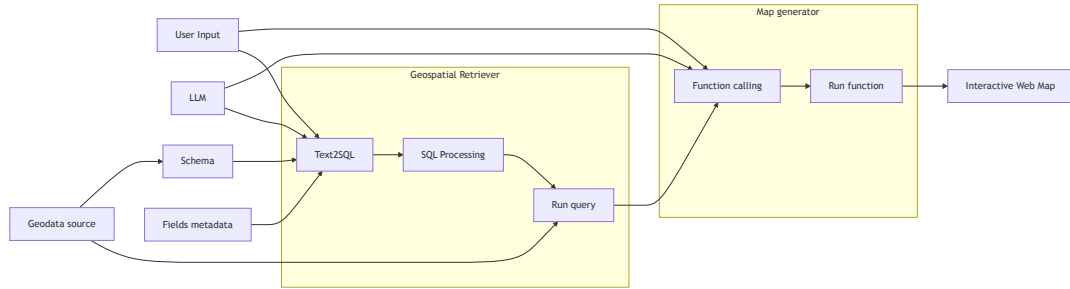 Map generator
User Input
Geospatial Retriever
Function calling
Run function
Interactive Web Map
LLM
Text2SQL
SQL Processing
Schema
Run query
Geodata source
Fields metadata